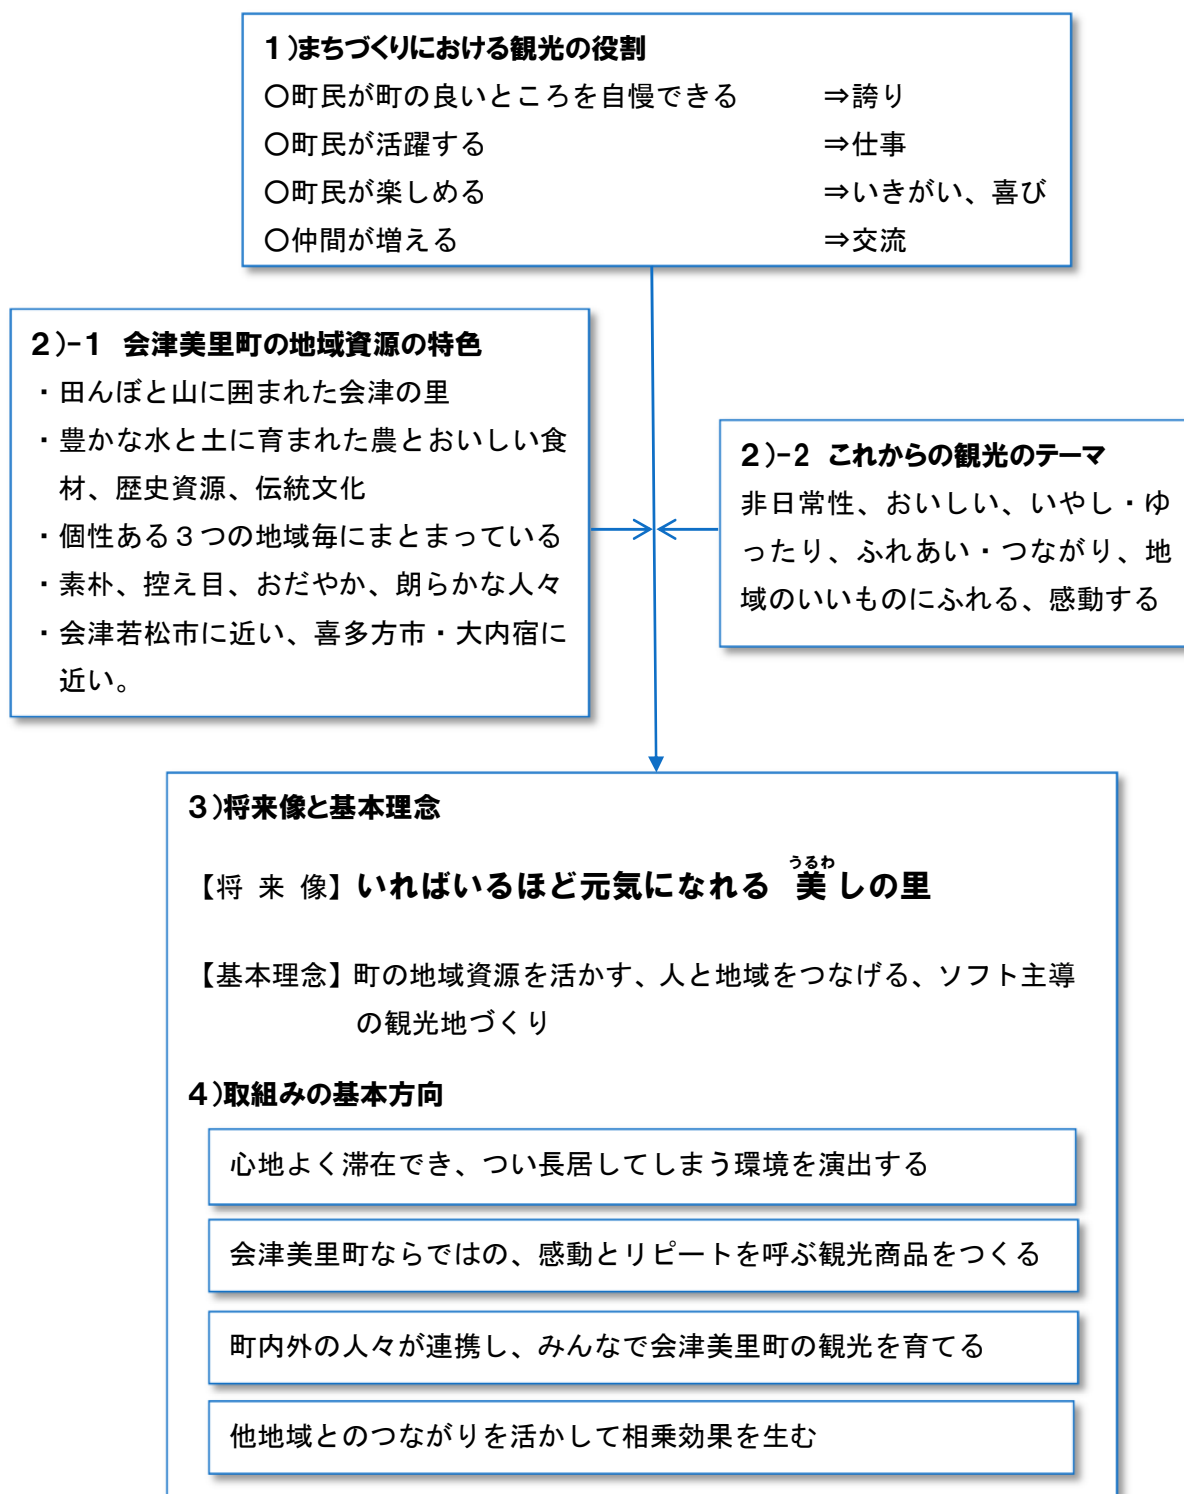 1)まちづくりにおける観光の役割
〇町民が町の良いところを自慢できる ⇒誇り
〇町民が活躍する ⇒仕事
〇町民が楽しめる ⇒いきがい、喜び
〇仲間が増える ⇒交流
2)-1 会津美里町の地域資源の特色
・田んぼと山に囲まれた会津の里
・豊かな水と土に育まれた農とおいしい食
材、歴史資源、伝統文化
・個性ある3つの地域毎にまとまっている
・素朴、控え目、おだやか、朗らかな人々
・会津若松市に近い、喜多方市・大内宿に
近い。
2)-2 これからの観光のテーマ
非日常性、おいしい、いやし・ゆ
ったり、ふれあい・つながり、地
域のいいものにふれる、感動する
3)将来像と基本理念
うるわ
【将 来 像】いればいるほど元気になれる 美しの里
【基本理念】町の地域資源を活かす、人と地域をつなげる、ソフト主導
の観光地づくり
4)取組みの基本方向
心地よく滞在でき、つい長居してしまう環境を演出する
会津美里町ならではの、感動とリピートを呼ぶ観光商品をつくる
町内外の人々が連携し、みんなで会津美里町の観光を育てる
他地域とのつながりを活かして相乗効果を生む